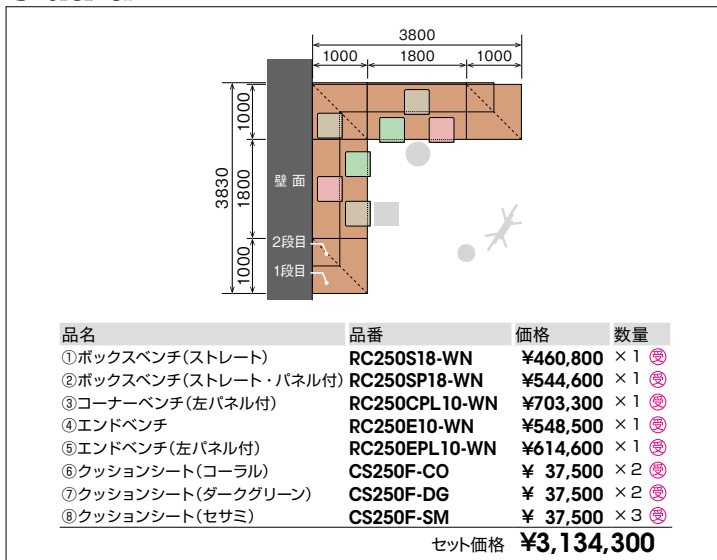 3800
1000 1800 1000
1000
3830
1800
壁面
2段目
1段目
1000
品名 品番 価格 数量
①ボックスベンチ(ストレート) RC250S18-WN ¥460,800 ×1 受
②ボックスベンチ(ストレート・パネル付) RC250SP18-WN ¥544,600 ×1 受
③コーナーベンチ(左パネル付) RC250CPL10-WN ¥703,300 ×1 受
④エンドベンチ RC250E10-WN ¥548,500 ×1 受
⑤エンドベンチ(左パネル付) RC250EPL10-WN ¥614,600 ×1 受
⑥クッションシート(コーラル) CS250F-CO ¥ 37,500 ×2 受
⑦クッションシート(ダークグリーン) CS250F-DG ¥ 37,500 ×2 受
⑧クッションシート(セサミ) CS250F-SM ¥ 37,500 ×3 受
セット価格 ¥3,134,300